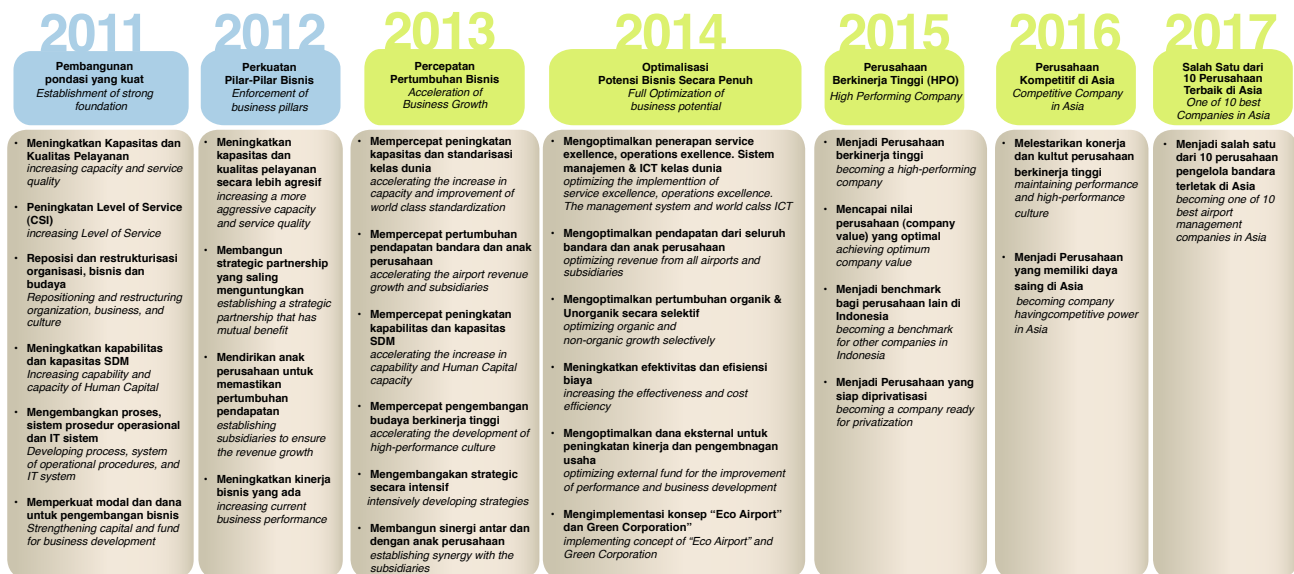 2011
Pembangunan
pondasi yang kuat
Establishment of strong
foundation
• Meningkatkan Kapasitas dan
Kualitas Pelayanan
increasing capacity and service
quality
• Peningkatan Level of Service
(CSI)
increasing Level of Service
• Reposisi dan restrukturisasi
organisasi, bisnis dan
budaya
Repositioning and restructuring
organization, business, and
culture
• Meningkatkan kapabilitas
dan kapasitas SDM
Increasing capability and
capacity of Human Capital
• Mengembangkan proses,
sistem prosedur operasional
dan IT sistem
Developing process, system
of operational procedures, and
IT system
• Memperkuat modal dan dana
untuk pengembangan bisnis
Strengthening capital and fund
for business development
2012
Perkuatan
Pilar-Pilar Bisnis
Enforcement of
business pillars
• Meningkatkan
kapasitas dan
kualitas pelayanan
secara lebih agresif
increasing a more
aggressive capacity
and service quality
• Membangun
strategic partnership
yang saling
menguntungkan
establishing a strategic
partnership that has
mutual benefit
• Mendirikan anak
perusahaan untuk
memastikan
pertumbuhan
pendapatan
establishing
subsidiaries to ensure
the revenue growth
• Meningkatkan kinerja
bisnis yang ada
increasing current
business performance
2013
Percepatan
Pertumbuhan Bisnis
Acceleration of
Business Growth
• Mempercepat peningkatan
kapasitas dan standarisasi
kelas dunia
accelerating the increase in
capacity and improvement of
world class standardization
• Mempercepat pertumbuhan
pendapatan bandara dan anak
perusahaan
accelerating the airport revenue
growth and subsidiaries
• Mempercepat peningkatan
kapabilitas dan kapasitas
SDM
accelerating the increase in
capability and Human Capital
capacity
• Mempercepat pengembangan
budaya berkinerja tinggi
accelerating the development of
high-performance culture
• Mengembangakan strategic
secara intensif
intensively developing strategies
• Membangun sinergi antar dan
dengan anak perusahaan
establishing synergy with the
subsidiaries
2014
Optimalisasi
Potensi Bisnis Secara Penuh
Full Optimization of
business potential
• Mengoptimalkan penerapan service
exellence, operations exellence. Sistem
manajemen & ICT kelas dunia
optimizing the implementtion of
service excellence, operations excellence.
The management system and world calss ICT
• Mengoptimalkan pendapatan dari seluruh
bandara dan anak perusahaan
optimizing revenue from all airports and
subsidiaries
• Mengoptimalkan pertumbuhan organik &
Unorganik secara selektif
optimizing organic and
non-organic growth selectively
• Meningkatkan efektivitas dan efisiensi
biaya
increasing the effectiveness and cost
efficiency
• Mengoptimalkan dana eksternal untuk
peningkatan kinerja dan pengembnagan
usaha
optimizing external fund for the improvement
of performance and business development
• Mengimplementasi konsep “Eco Airport”
dan Green Corporation”
implementing concept of “Eco Airport” and
Green Corporation
2015
Perusahaan
Berkinerja Tinggi (HPO)
High Performing Company
• Menjadi Perusahaan
berkinerja tinggi
becoming a high-performing
company
• Mencapai nilai
perusahaan (company
value) yang optimal
achieving optimum
company value
• Menjadi benchmark
bagi perusahaan lain di
Indonesia
becoming a benchmark
for other companies in
Indonesia
• Menjadi Perusahaan yang
siap diprivatisasi
becoming a company ready
for privatization
2016
Perusahaan
Kompetitif di Asia
Competitive Company
in Asia
• Melestarikan konerja
dan kultut perusahaan
berkinerja tinggi
maintaining performance
and high-performance
culture
• Menjadi Perusahaan
yang memiliki daya
saing di Asia
becoming company
havingcompetitive power
in Asia
2017
Salah Satu dari
10 Perusahaan
Terbaik di Asia
One of 10 best
Companies in Asia
• Menjadi salah satu
dari 10 perusahaan
pengelola bandara
terletak di Asia
becoming one of 10
best airport
management
companies in Asia